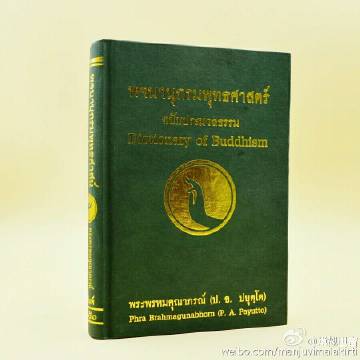 พจนานุกรมพุทธศาสตร์
ฉบับประมวลธรรม
Dictionary of Buddhism
พระพรหมคุณาภรณ์ (ป. อ. ปยุตฺโต)
Phra Brahmagunabhorn (P. A. Payutto)
weibo.com/manjuvimalakirti